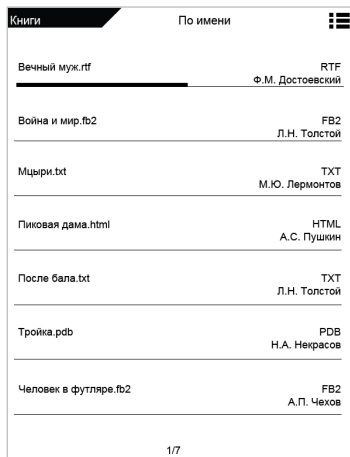 Книги По имени
Вечный муж.rtf RTF
Ф.М. Достоевский
Война и мир.fb2 FB2
Л.Н. Толстой
Мцыри.txt TXT
М.Ю. Лермонтов
Пиковая дама.html HTML
А.С. Пушкин
После бала.txt TXT
Л.Н. Толстой
Тройка.pdb PDB
Н.А. Некрасов
Человек в футляре.fb2 FB2
А.П. Чехов
1/7